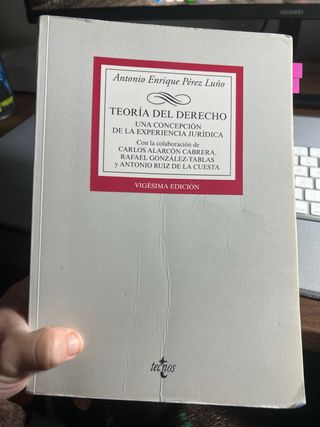 HUAWEI
Antonio Enrique Pérez Luño
TEORÍA DEL DERECHO
UNA CONCEPCIÓN
DE LA EXPERIENCIA JURÍDICA
Con la colaboración de
CARLOS ALARCÓN CABRERA,
RAFAEL GONZÁLEZ-TABLAS
y ANTONIO RUIZ DE LA CUESTA
VIGÉSIMA EDICIÓN
tecnos